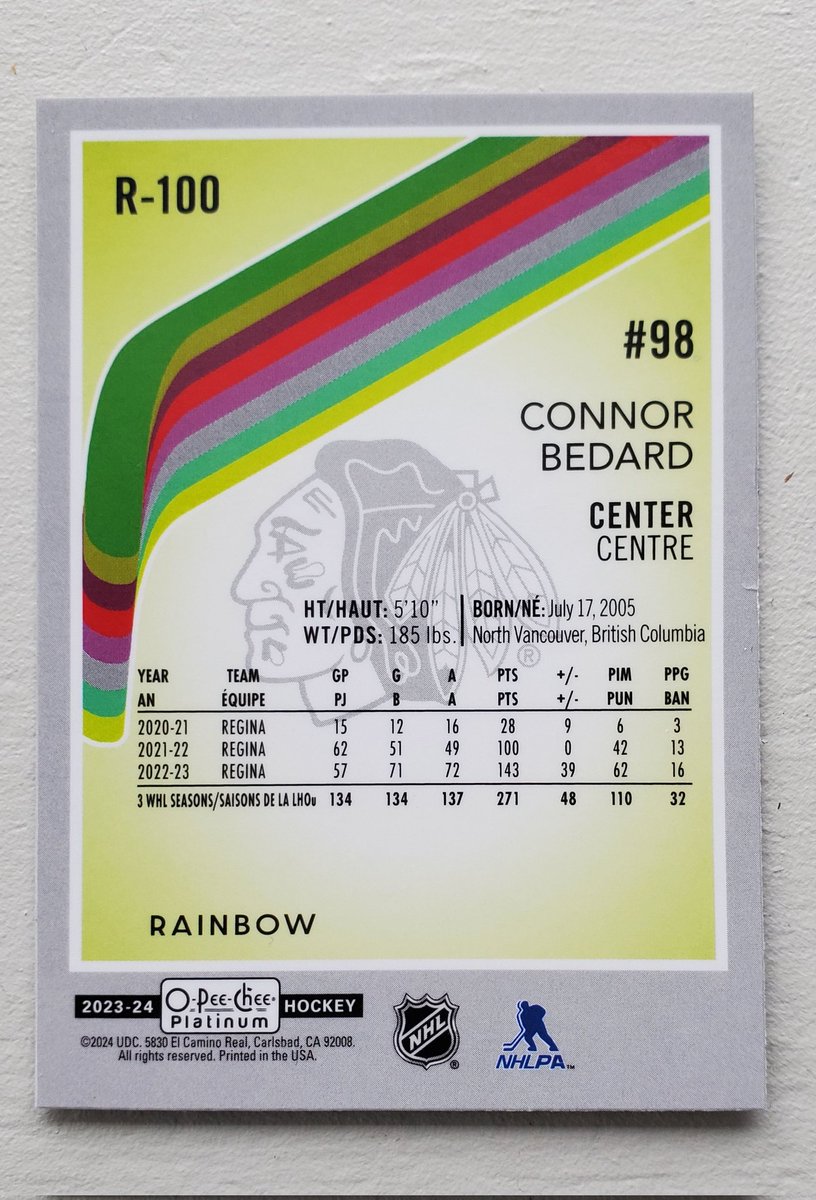 R-100
#98
CONNOR
BEDARD
CENTER
CENTRE
HT/HAUT: 5'10" BORN/NÉ: July 17, 2005
WT/PDS: 185 lbs. North Vancouver, British Columbia
®
YEAR TEAM GP G A PTS +/- PIM PPG
AN ÉQUIPE PJ B A PTS +/- PUN BAN
2020-21 REGINA 15 12 16 28 9 6 3
2021-22 REGINA 62 51 49 100 0 42 13
2022-23 REGINA 57 71 72 143 39 62 16
3 WHL SEASONS/SAISONS DE LA LHOu 134 134 137 271 48 110 32
RAINBOW
2023-24 O-Pee-Chee® HOCKEY
Platinum
©2024 UDC. 5830 El Camino Real, Carlsbad, CA 92008.
All rights reserved. Printed in the USA.
NHL ®
NHLPA™